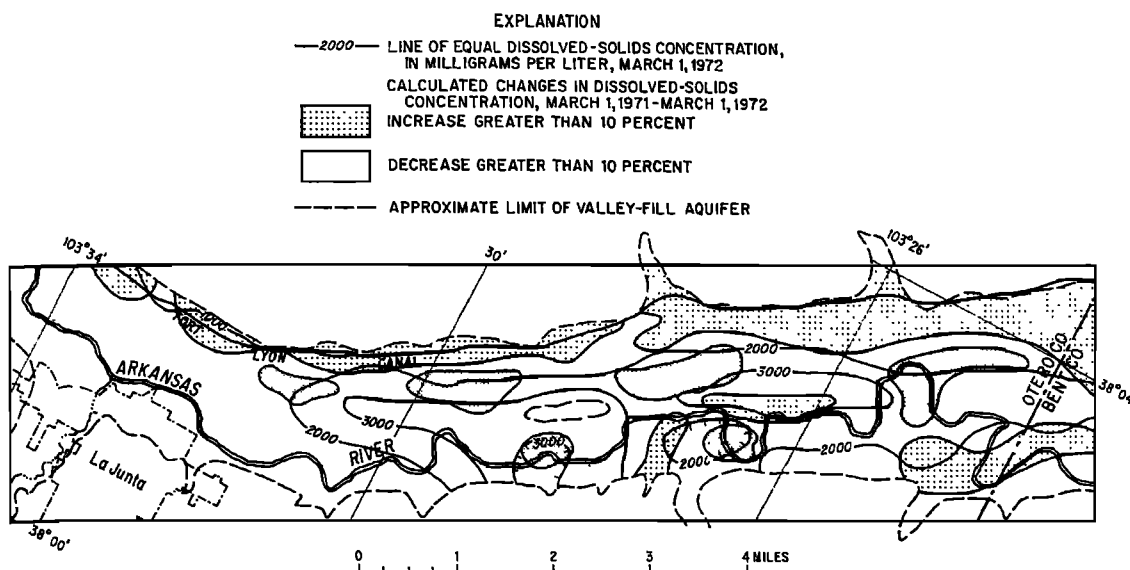 EXPLANATION
2000
LINE OF EQUAL DISSOLVED-SOLIDS CONCENTRATION,
IN MILLIGRAMS PER LITER, MARCH 1, 1972
CALCULATED CHANGES IN DISSOLVED-SOLIDS
CONCENTRATION, MARCH 1, 1971-MARCH 1, 1972
INCREASE GREATER THAN 10 PERCENT
DECREASE GREATER THAN 10 PERCENT
APPROXIMATE LIMIT OF VALLEY-FILL AQUIFER
103°34'
30'
103°26'
1000
FORT
LYON
CANAL
2000
3000
ARKANSAS
OTERO CO
BENT CO
38°04'
3000
2000
RIVER
3000
2000
2000
La Junta
38°00'
0 1 2 3 4 MILES